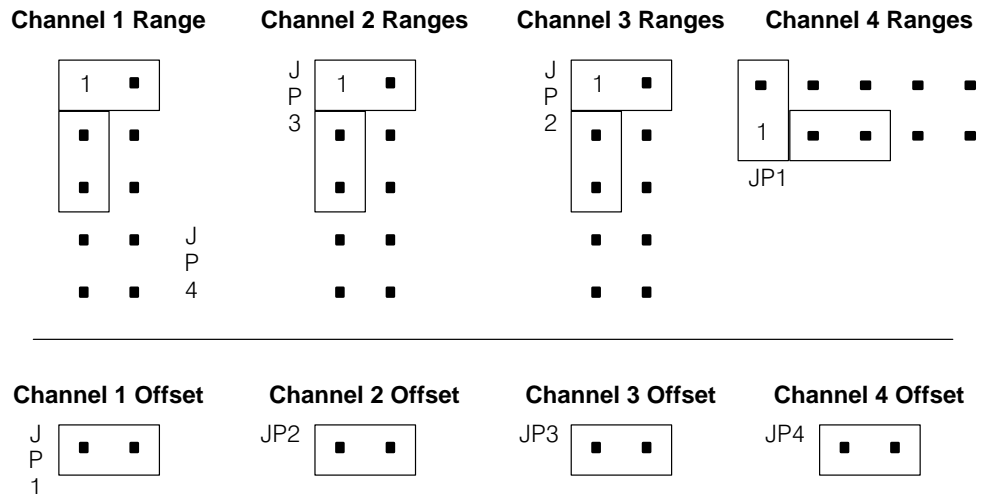 Channel 1 Range
Channel 2 Ranges
Channel 3 Ranges
Channel 4 Ranges
1
J
P
4
J
P
3
1
J
P
2
1
1
JP1
Channel 1 Offset
Channel 2 Offset
Channel 3 Offset
Channel 4 Offset
J
P
1
JP2
JP3
JP4